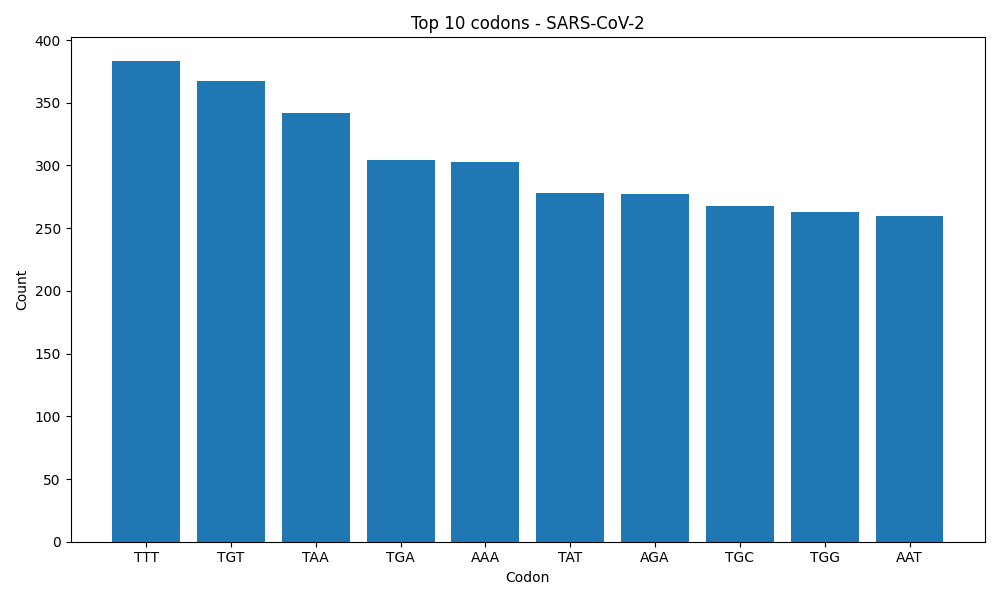 Top 10 codons - SARS-CoV-2
400
350
300
250
200
150
100
50
0
Count
TTT TGT TAA TGA AAA TAT AGA TGC TGG AAT
Codon